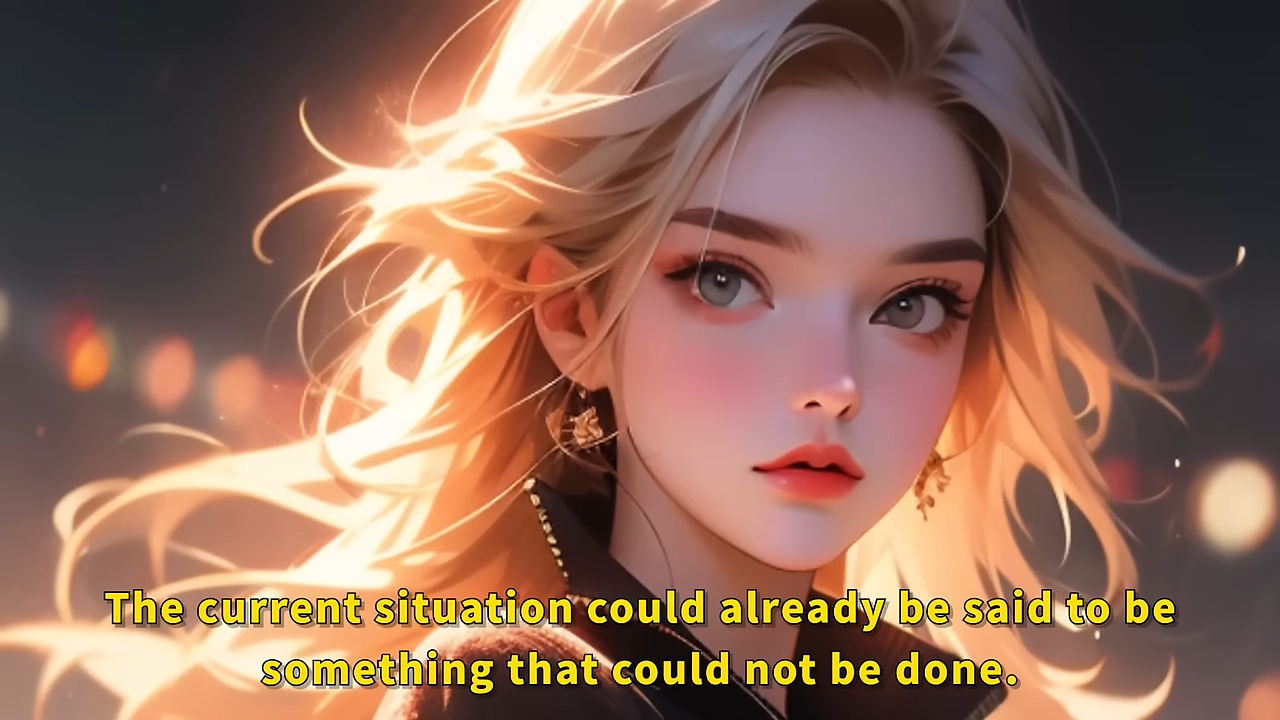 The current situation could already be said to be
something that could not be done.